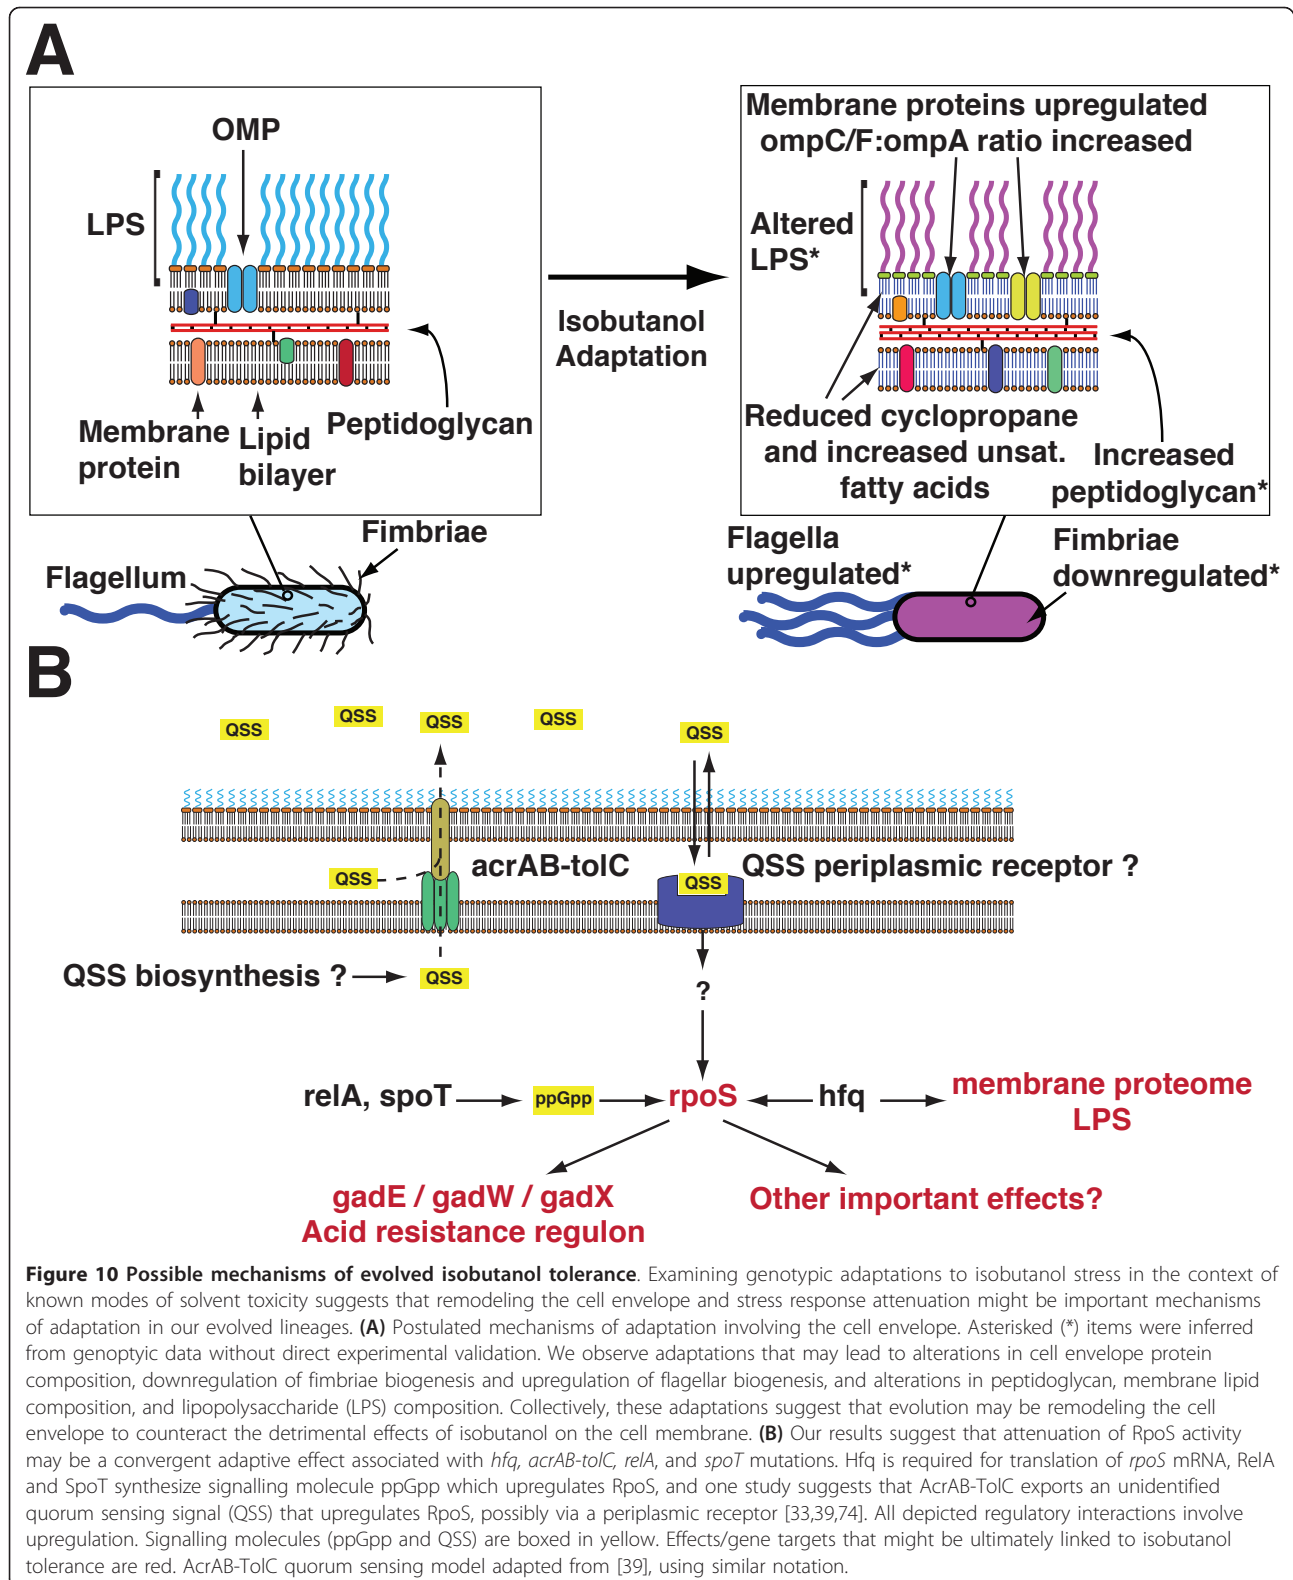 A
OMP
LPS
Membrane
protein
Lipid
bilayer
Peptidoglycan
Isobutanol
Adaptation
Membrane proteins upregulated
ompC/F:ompA ratio increased
Altered
LPS*
Reduced cyclopropane
and increased unsat.
fatty acids
Increased
peptidoglycan*
Flagellum
Fimbriae
Flagella
upregulated*
Fimbriae
downregulated*
B
QSS
QSS
QSS
QSS
QSS
QSS
acrAB-tolC
QSS
QSS periplasmic receptor ?
QSS biosynthesis ?
QSS
?
relA, spoT
ppGpp
rpoS
hfq
membrane proteome
LPS
gadE / gadW / gadX
Acid resistance regulon
Other important effects?
Figure 10 Possible mechanisms of evolved isobutanol tolerance. Examining genotypic adaptations to isobutanol stress in the context of
known modes of solvent toxicity suggests that remodeling the cell envelope and stress response attenuation might be important mechanisms
of adaptation in our evolved lineages. (A) Postulated mechanisms of adaptation involving the cell envelope. Asterisked (*) items were inferred
from genoptyic data without direct experimental validation. We observe adaptations that may lead to alterations in cell envelope protein
composition, downregulation of fimbriae biogenesis and upregulation of flagellar biogenesis, and alterations in peptidoglycan, membrane lipid
composition, and lipopolysaccharide (LPS) composition. Collectively, these adaptations suggest that evolution may be remodeling the cell
envelope to counteract the detrimental effects of isobutanol on the cell membrane. (B) Our results suggest that attenuation of RpoS activity
may be a convergent adaptive effect associated with hfq, acrAB-tolC, relA, and spoT mutations. Hfq is required for translation of rpoS mRNA, RelA
and SpoT synthesize signalling molecule ppGpp which upregulates RpoS, and one study suggests that AcrAB-TolC exports an unidentified
quorum sensing signal (QSS) that upregulates RpoS, possibly via a periplasmic receptor [33,39,74]. All depicted regulatory interactions involve
upregulation. Signalling molecules (ppGpp and QSS) are boxed in yellow. Effects/gene targets that might be ultimately linked to isobutanol
tolerance are red. AcrAB-TolC quorum sensing model adapted from [39], using similar notation.